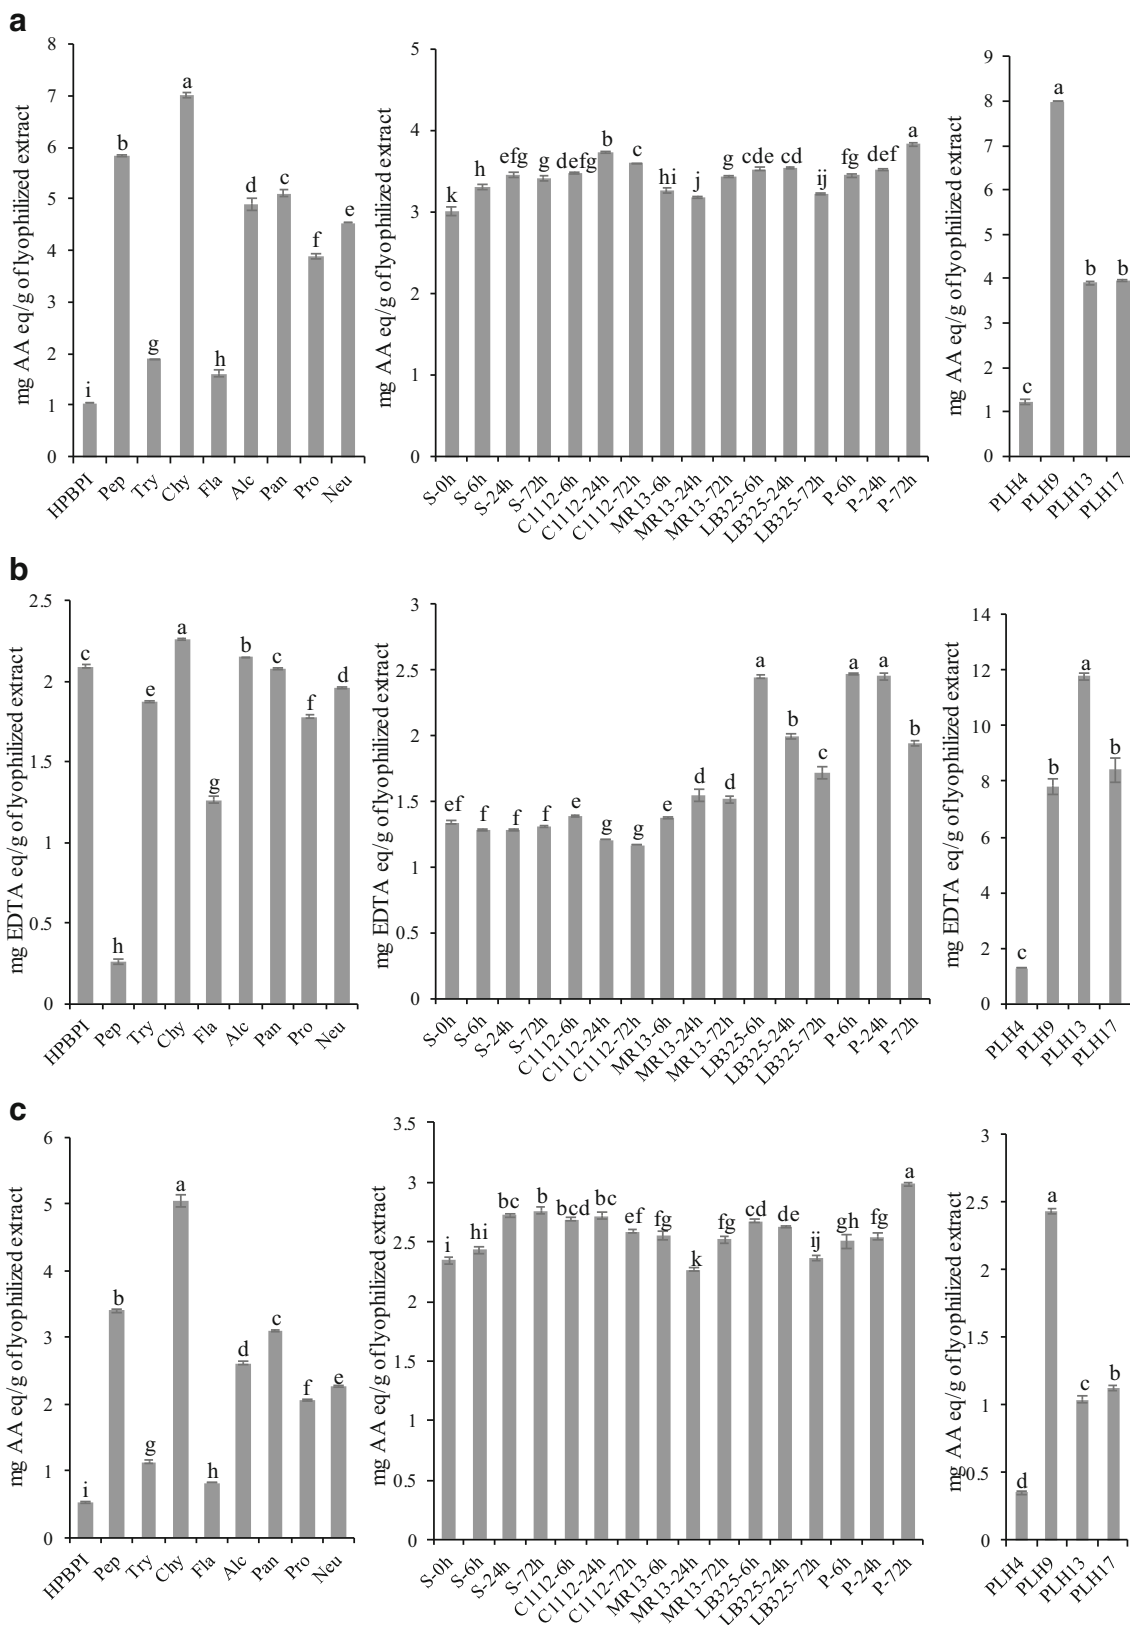 a
mg AA eq/g of lyophilized extract
8
7
6
5
4
3
2
1
0
i
b
g
a
h
d
c
f
e
HPBPI
Pep
Try
Chy
Fla
Alc
Pan
Pro
Neu
mg AA eq/g of lyophilized extract
5
4
3
2
1
0
k
h
efg
g
defg
b
c
hi
j
g
cde
cd
ij
fg
def
a
S-0h
S-6h
S-24h
S-72h
C1112-6h
C1112-24h
C1112-72h
MR13-6h
MR13-24h
MR13-72h
LB325-6h
LB325-24h
LB325-72h
P-6h
P-24h
P-72h
mg AA eq/g of lyophilized extract
9
8
7
6
5
4
3
2
1
0
c
a
b
b
PLH4
PLH9
PLH13
PLH17
b
mg EDTA eq/g of lyophilized extract
2.5
2
1.5
1
0.5
0
c
h
e
a
g
b
c
f
d
HPBPI
Pep
Try
Chy
Fla
Alc
Pan
Pro
Neu
mg EDTA eq/g of lyophilized extract
3
2.5
2
1.5
1
0.5
0
ef
f
f
f
e
g
g
e
d
d
a
b
c
a
a
b
S-0h
S-6h
S-24h
S-72h
C1112-6h
C1112-24h
C1112-72h
MR13-6h
MR13-24h
MR13-72h
LB325-6h
LB325-24h
LB325-72h
P-6h
P-24h
P-72h
mg EDTA eq/g of lyophilized extarct
14
12
10
8
6
4
2
0
c
b
a
b
PLH4
PLH9
PLH13
PLH17
c
mg AA eq/g of lyophilized extract
6
5
4
3
2
1
0
i
b
g
a
h
d
c
f
e
HPBPI
Pep
Try
Chy
Fla
Alc
Pan
Pro
Neu
mg AA eq/g of lyophilized extract
3.5
3
2.5
2
1.5
1
0.5
0
i
hi
bc
b
bcd
bc
ef
fg
k
fg
cd
de
ij
gh
fg
a
S-0h
S-6h
S-24h
S-72h
C1112-6h
C1112-24h
C1112-72h
MR13-6h
MR13-24h
MR13-72h
LB325-6h
LB325-24h
LB325-72h
P-6h
P-24h
P-72h
mg AA eq/g of lyophilized extract
3
2.5
2
1.5
1
0.5
0
d
a
c
b
PLH4
PLH9
PLH13
PLH17